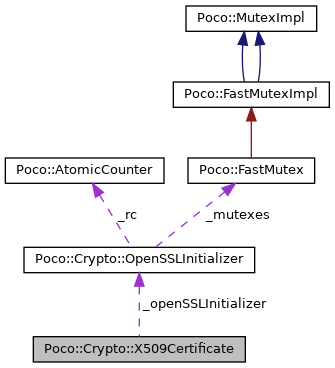 Poco::MutexImpl
Poco::FastMutexImpl
Poco::AtomicCounter
Poco::FastMutex
_rc
_mutexes
Poco::Crypto::OpenSSLInitializer
_openSSLInitializer
Poco::Crypto::X509Certificate